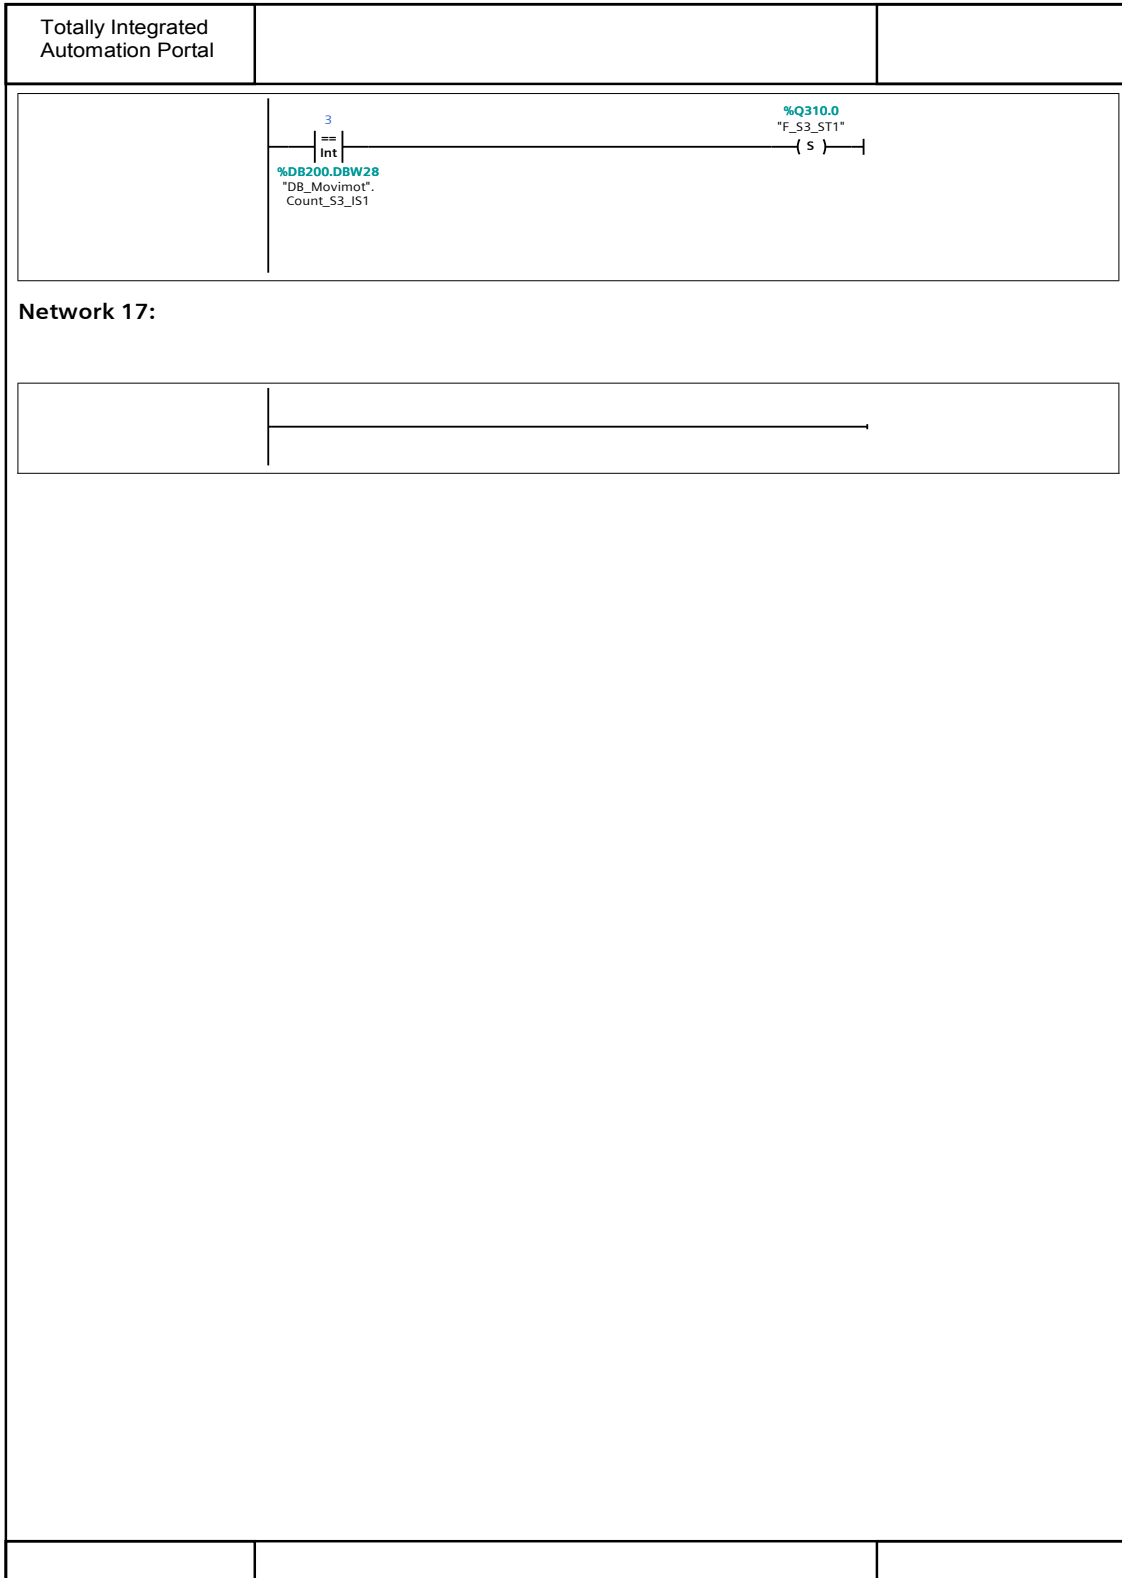 Totally Integrated
Automation Portal
3
==
Int
%DB200.DBW28
"DB_Movimot".
Count_S3_IS1
%Q310.0
"F_S3_ST1"
( S )
Network 17: